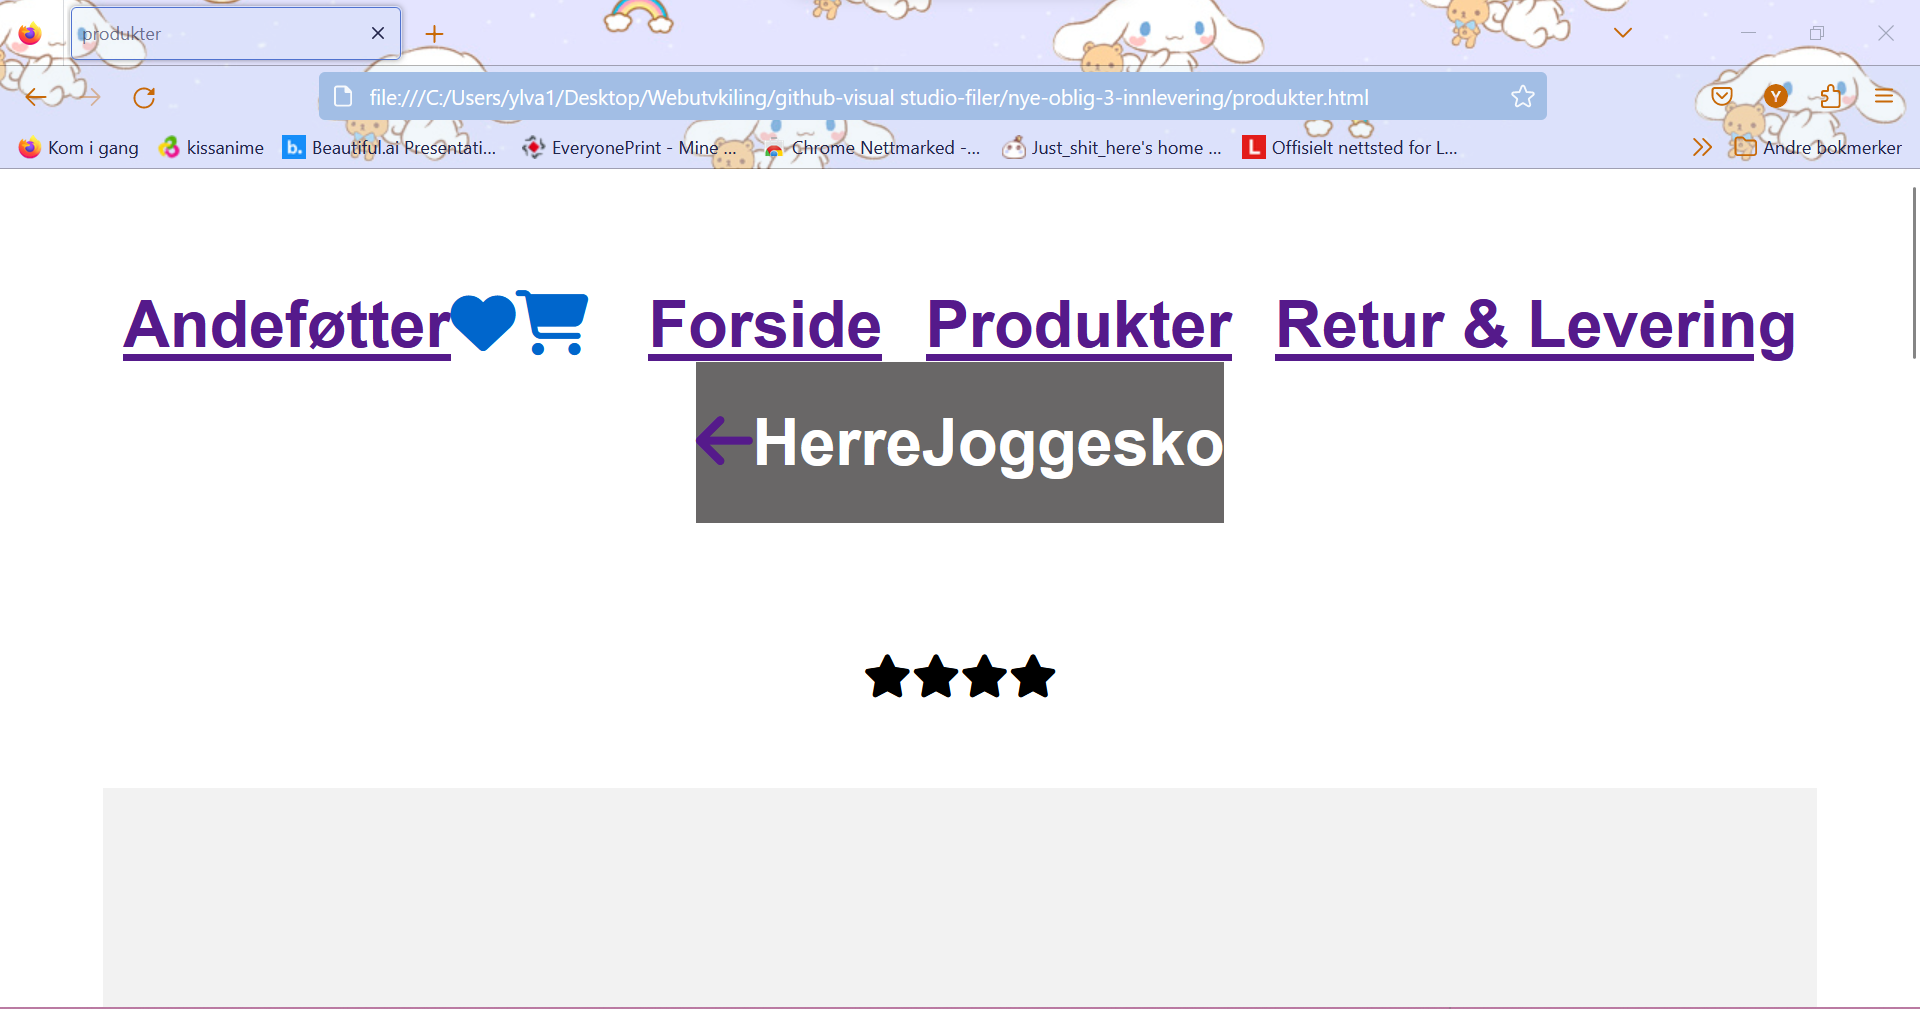 produkter
file:///C:/Users/ylva1/Desktop/Webutvkiling/github-visual studio-filer/nye-oblig-3-innlevering/produkter.html
Y
Kom i gang kissanime b. Beautiful.ai Presentati... EveryonePrint - Mine ... Chrome Nettmarked -... Just_shit_here's home ... L Offisielt nettsted for L... Andre bokmerker
Andeføtter Forside Produkter Retur & Levering
HerreJoggesko